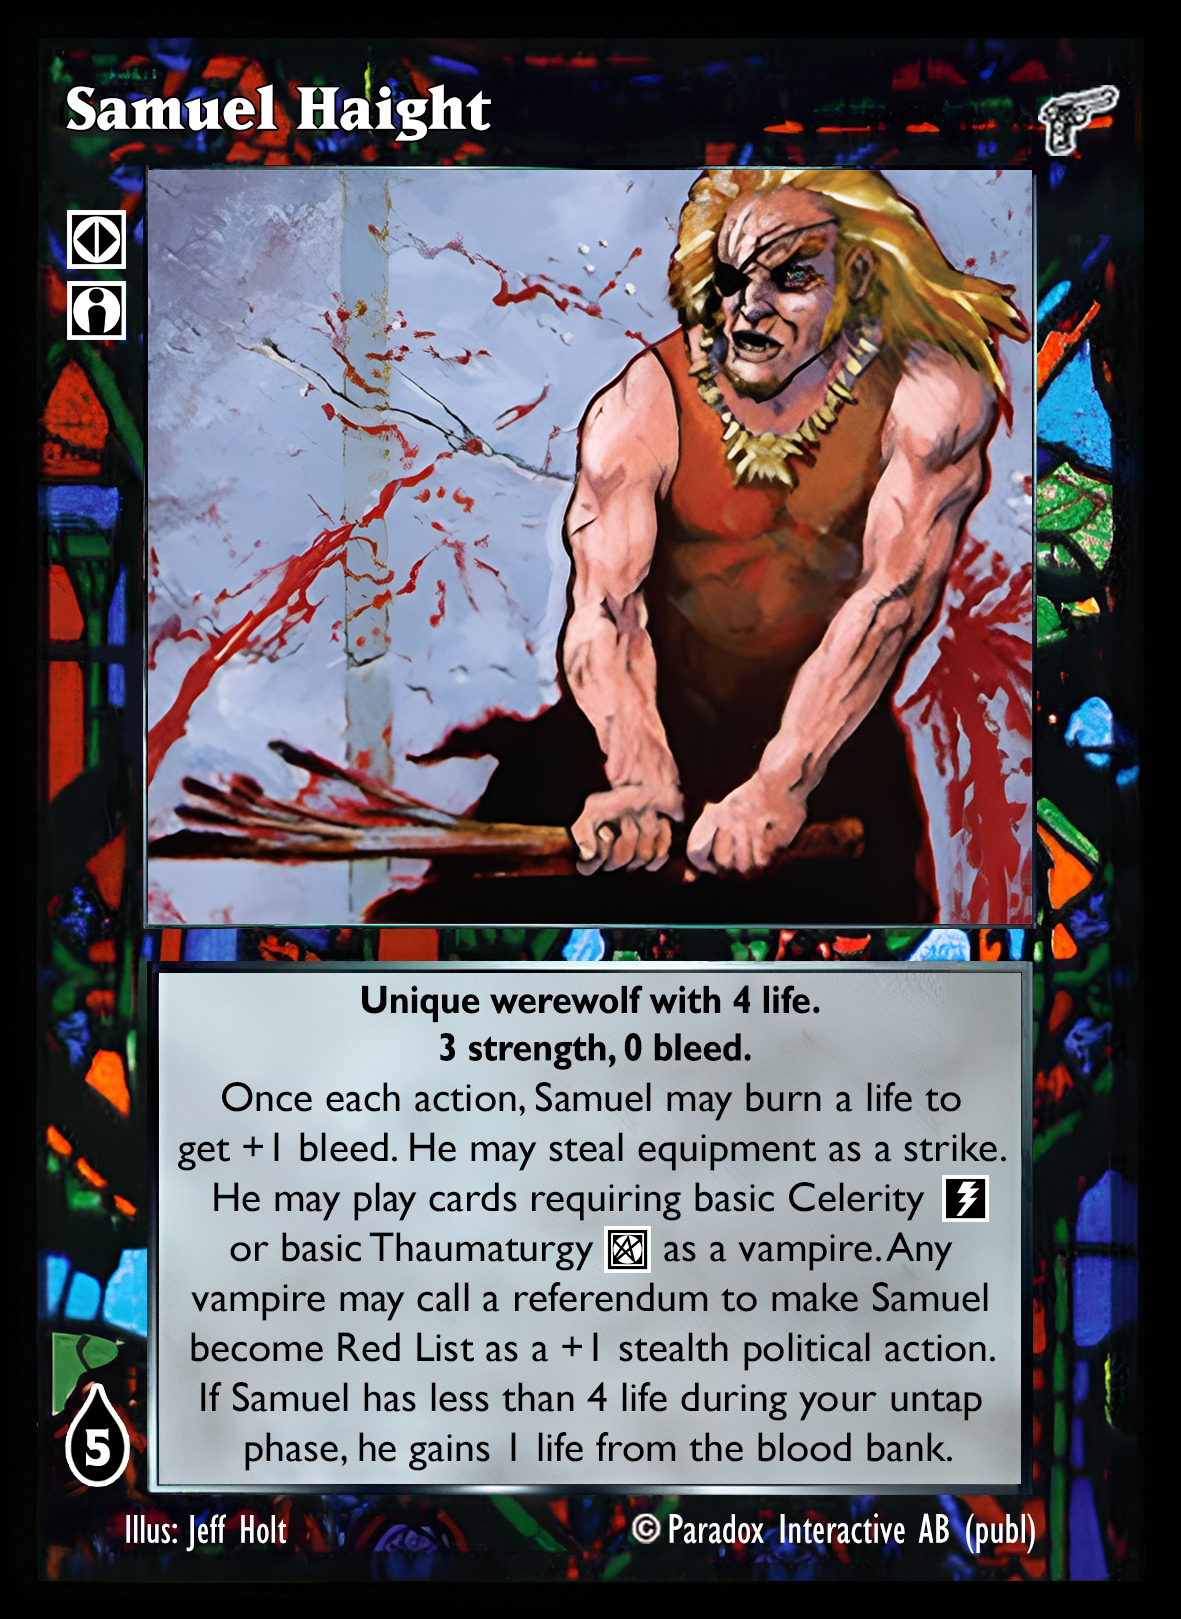 Samuel Haight
Unique werewolf with 4 life.
3 strength, 0 bleed.
Once each action, Samuel may burn a life to
get +1 bleed. He may steal equipment as a strike.
He may play cards requiring basic Celerity
or basic Thaumaturgy as a vampire. Any
vampire may call a referendum to make Samuel
become Red List as a +1 stealth political action.
If Samuel has less than 4 life during your untap
phase, he gains 1 life from the blood bank.
5
Illus: Jeff Holt
© Paradox Interactive AB (publ)